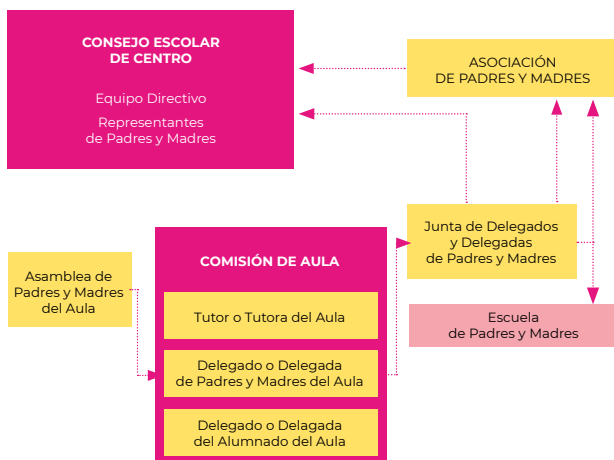 CONSEJO ESCOLAR
DE CENTRO
Equipo Directivo
Representantes
de Padres y Madres
ASOCIACIÓN
DE PADRES Y MADRES
Junta de Delegados
y Delegadas
de Padres y Madres
Asamblea de
Padres y Madres
del Aula
COMISIÓN DE AULA
Tutor o Tutora del Aula
Delegado o Delegada
de Padres y Madres del Aula
Delegado o Delagada
del Alumnado del Aula
Escuela
de Padres y Madres